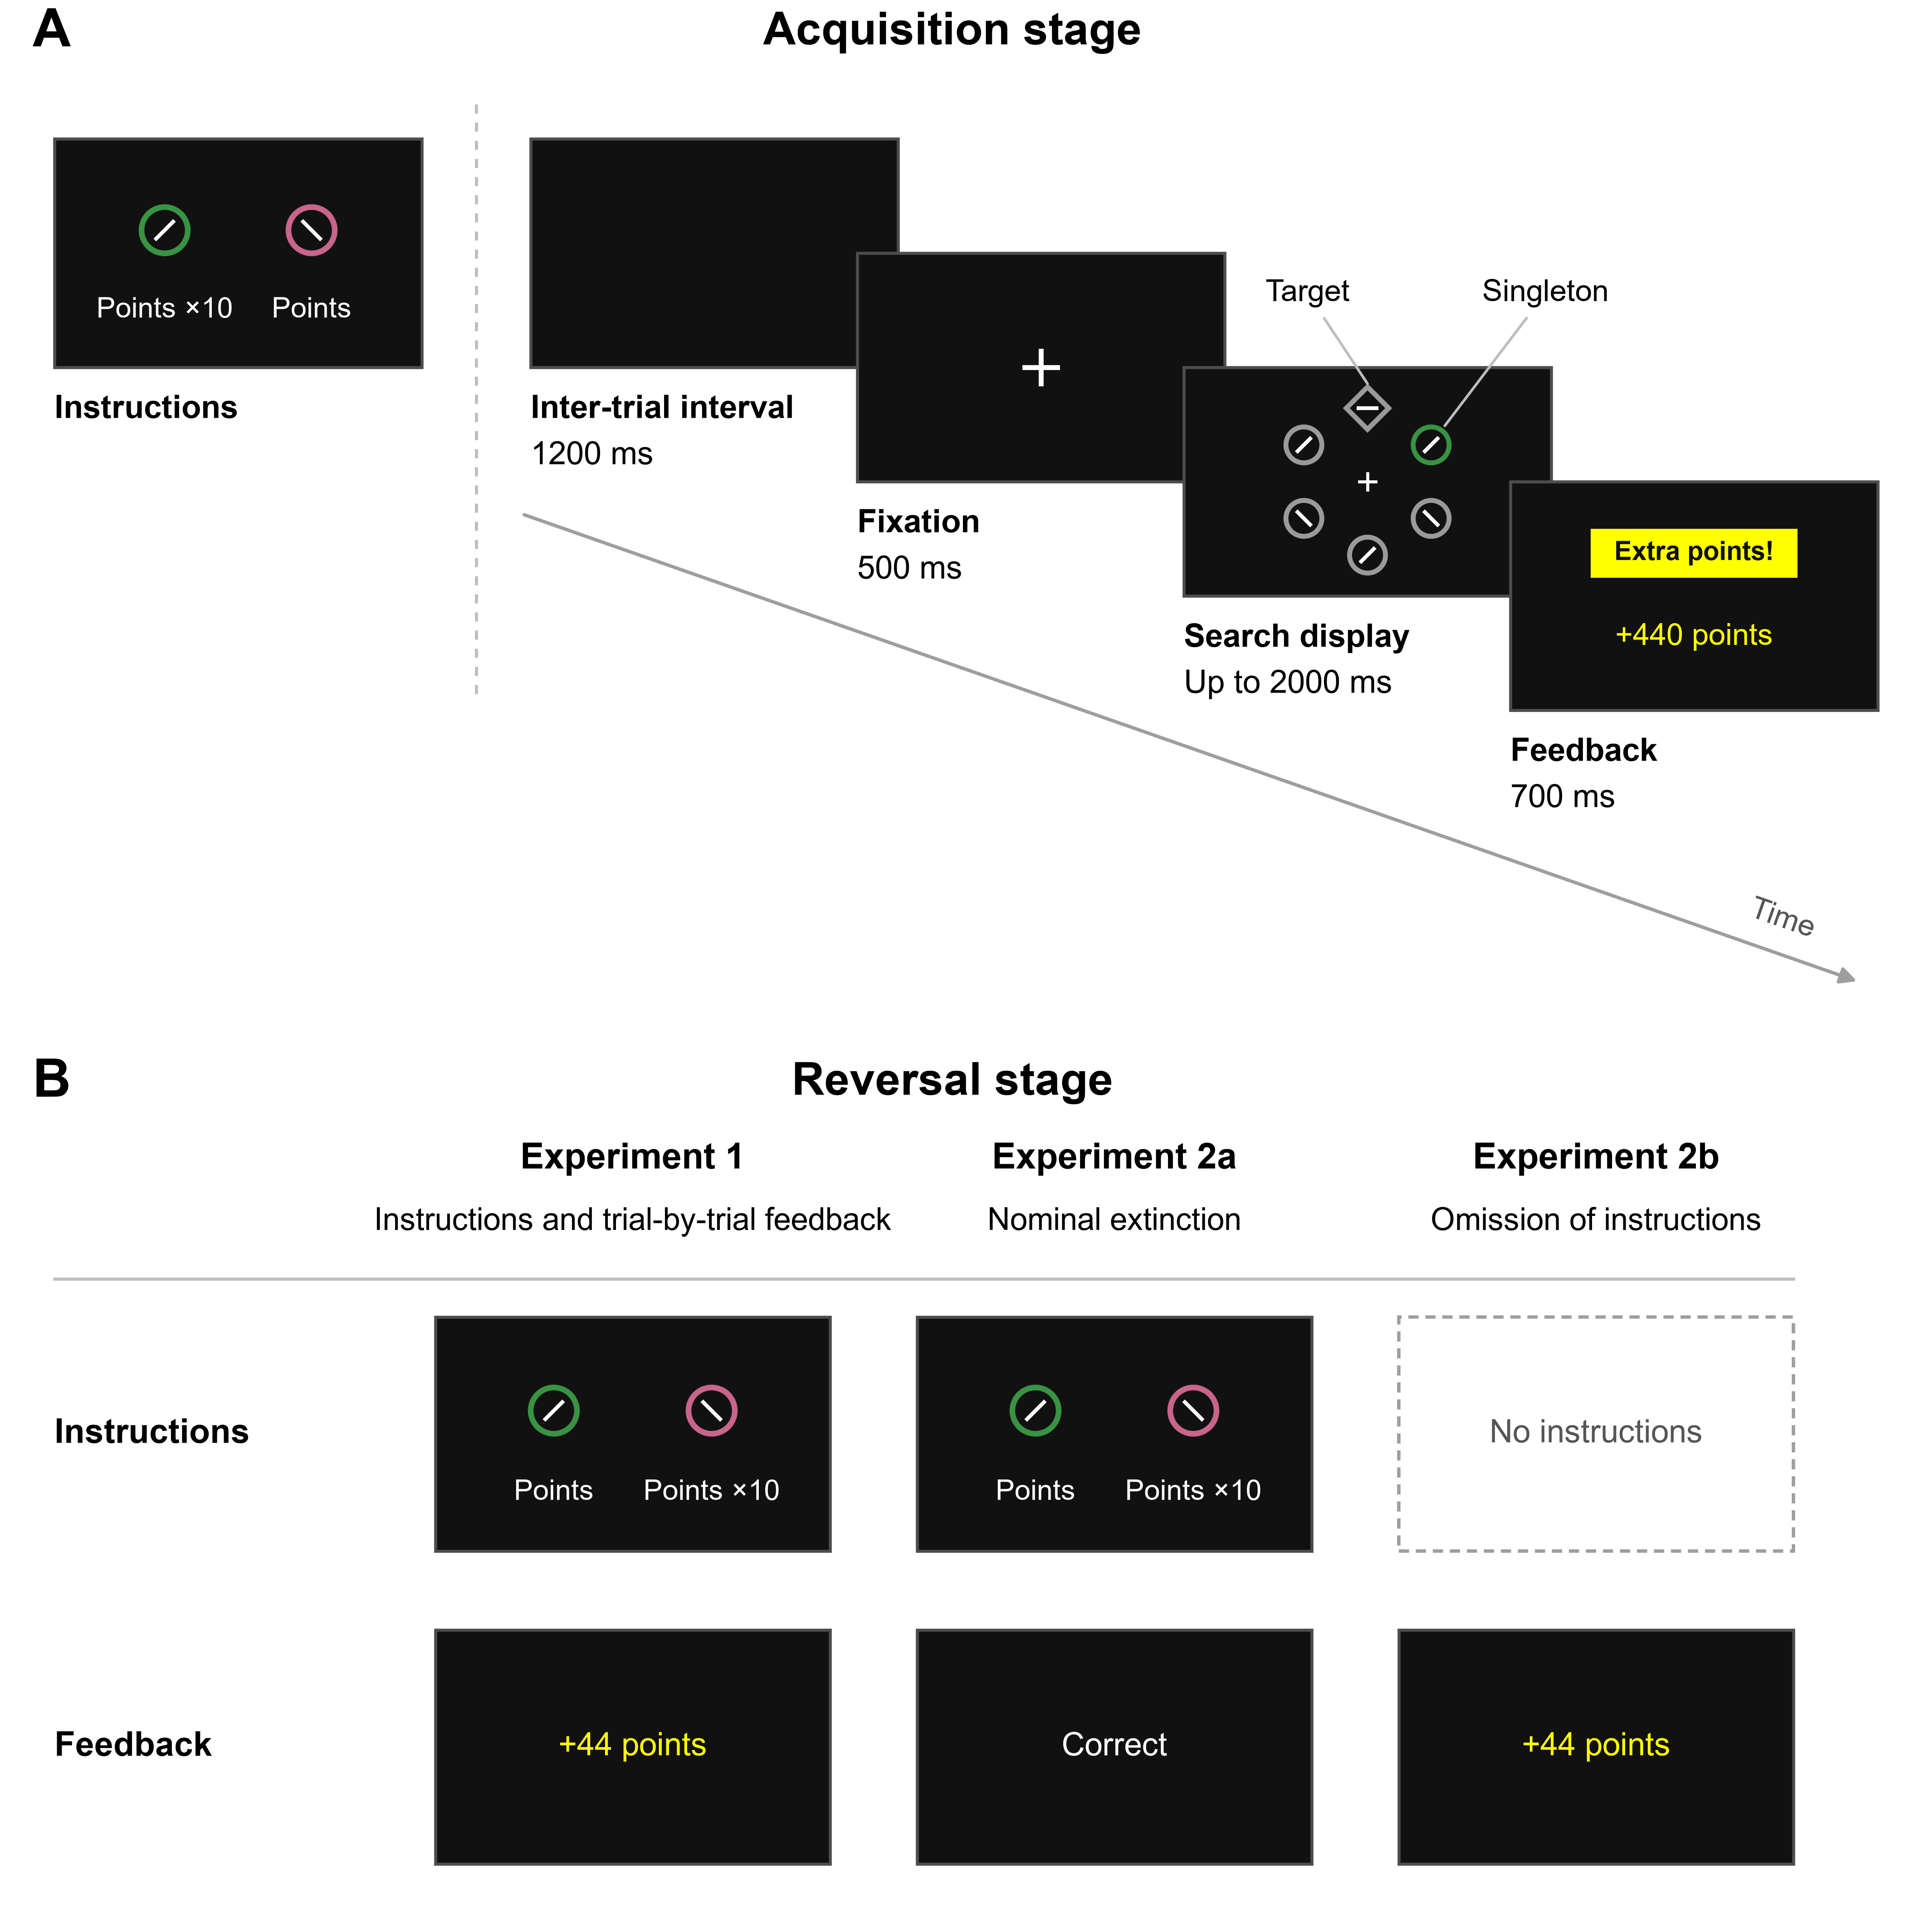 A
Acquisition stage
Points ×10
Points
Instructions
Inter-trial interval
1200 ms
Fixation
500 ms
Target
Singleton
Search display
Up to 2000 ms
Extra points!
+440 points
Feedback
700 ms
Time
B
Reversal stage
Experiment 1
Experiment 2a
Experiment 2b
Instructions and trial-by-trial feedback
Nominal extinction
Omission of instructions
Instructions
Points
Points ×10
Points
Points ×10
No instructions
Feedback
+44 points
Correct
+44 points